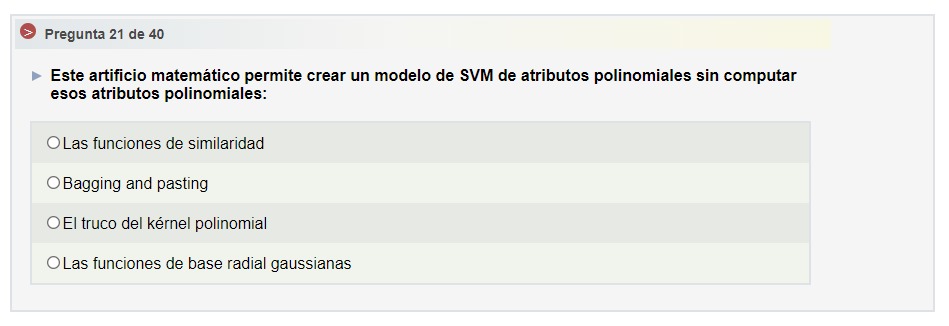 Pregunta 21 de 40
Este artificio matemático permite crear un modelo de SVM de atributos polinomiales sin computar
esos atributos polinomiales:
Las funciones de similaridad
Bagging and pasting
El truco del kérnel polinomial
Las funciones de base radial gaussianas